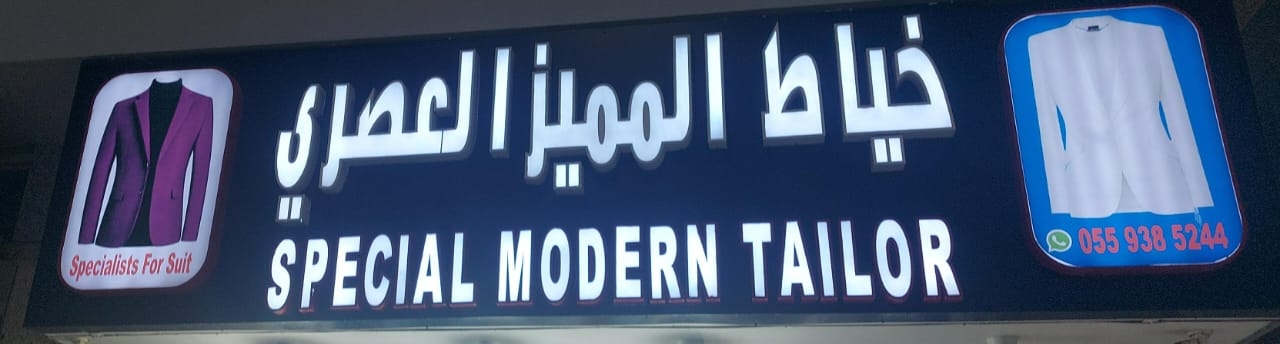 خياط المميز العصري
SPECIAL MODERN TAILOR
Specialists For Suit
055 938 5244